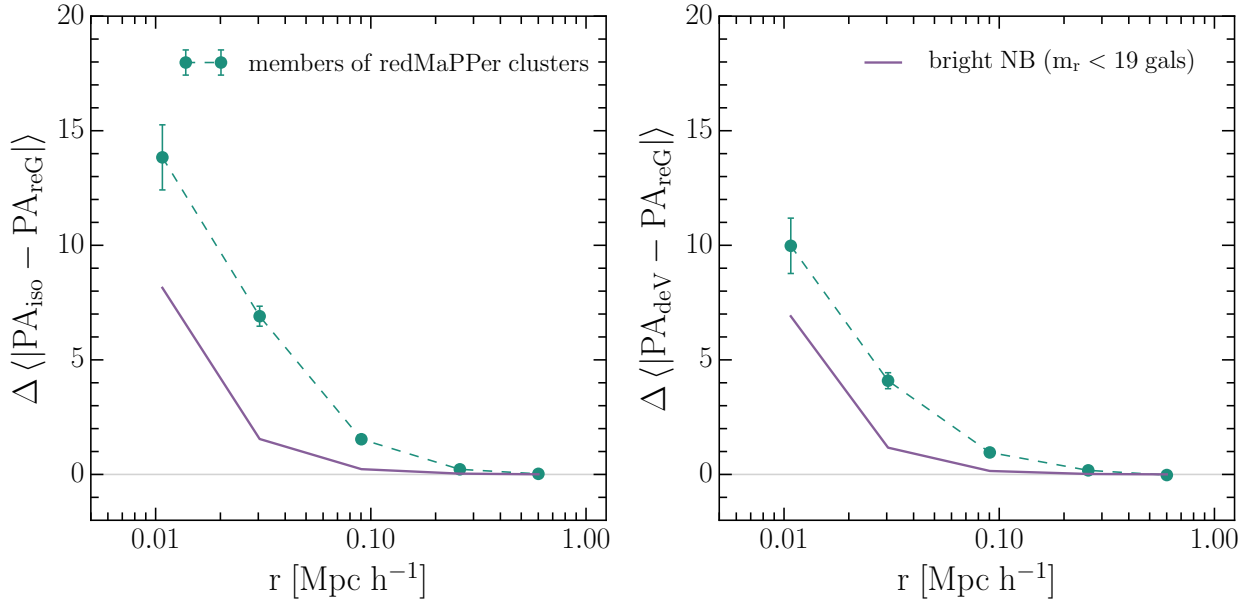 20
15
10
5
0
Δ ⟨|PA_iso − PA_reG|⟩
members of redMaPPer clusters
0.01 0.10 1.00
r [Mpc h⁻¹]
20
15
10
5
0
Δ ⟨|PA_deV − PA_reG|⟩
bright NB (m_r < 19 gals)
0.01 0.10 1.00
r [Mpc h⁻¹]